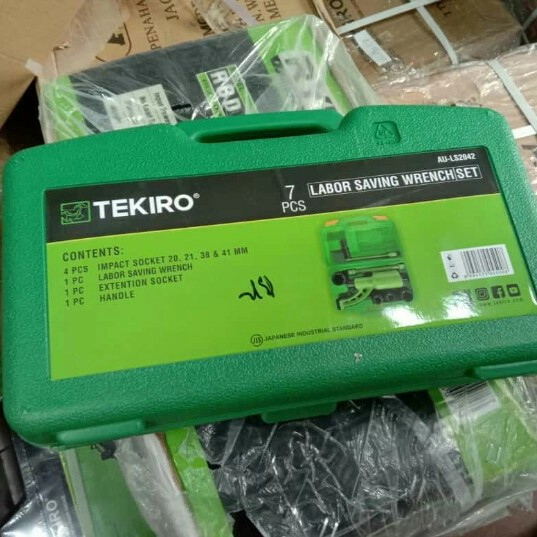 AU-LS2042
TEKIRO®
7 PCS
LABOR SAVING WRENCH SET
CONTENTS:
4 PCS IMPACT SOCKET 20, 21, 38 & 41 MM
1 PC LABOR SAVING WRENCH
1 PC EXTENTION SOCKET
1 PC HANDLE
JIS JAPANESE INDUSTRIAL STANDARD